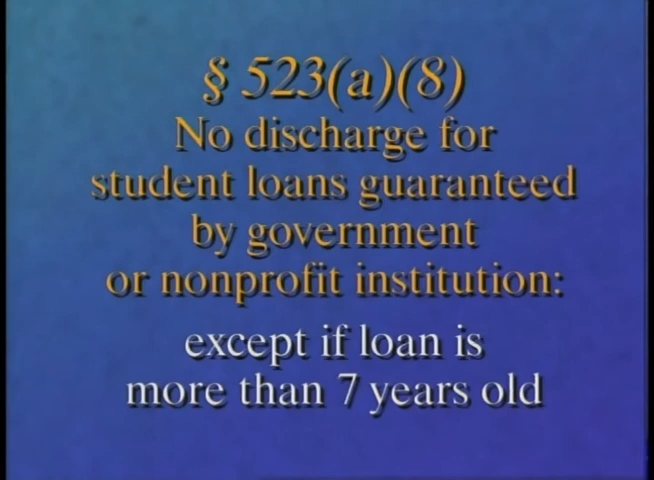 § 523(a)(8)
No discharge for
student loans guaranteed
by government
or nonprofit institution:
except if loan is
more than 7 years old